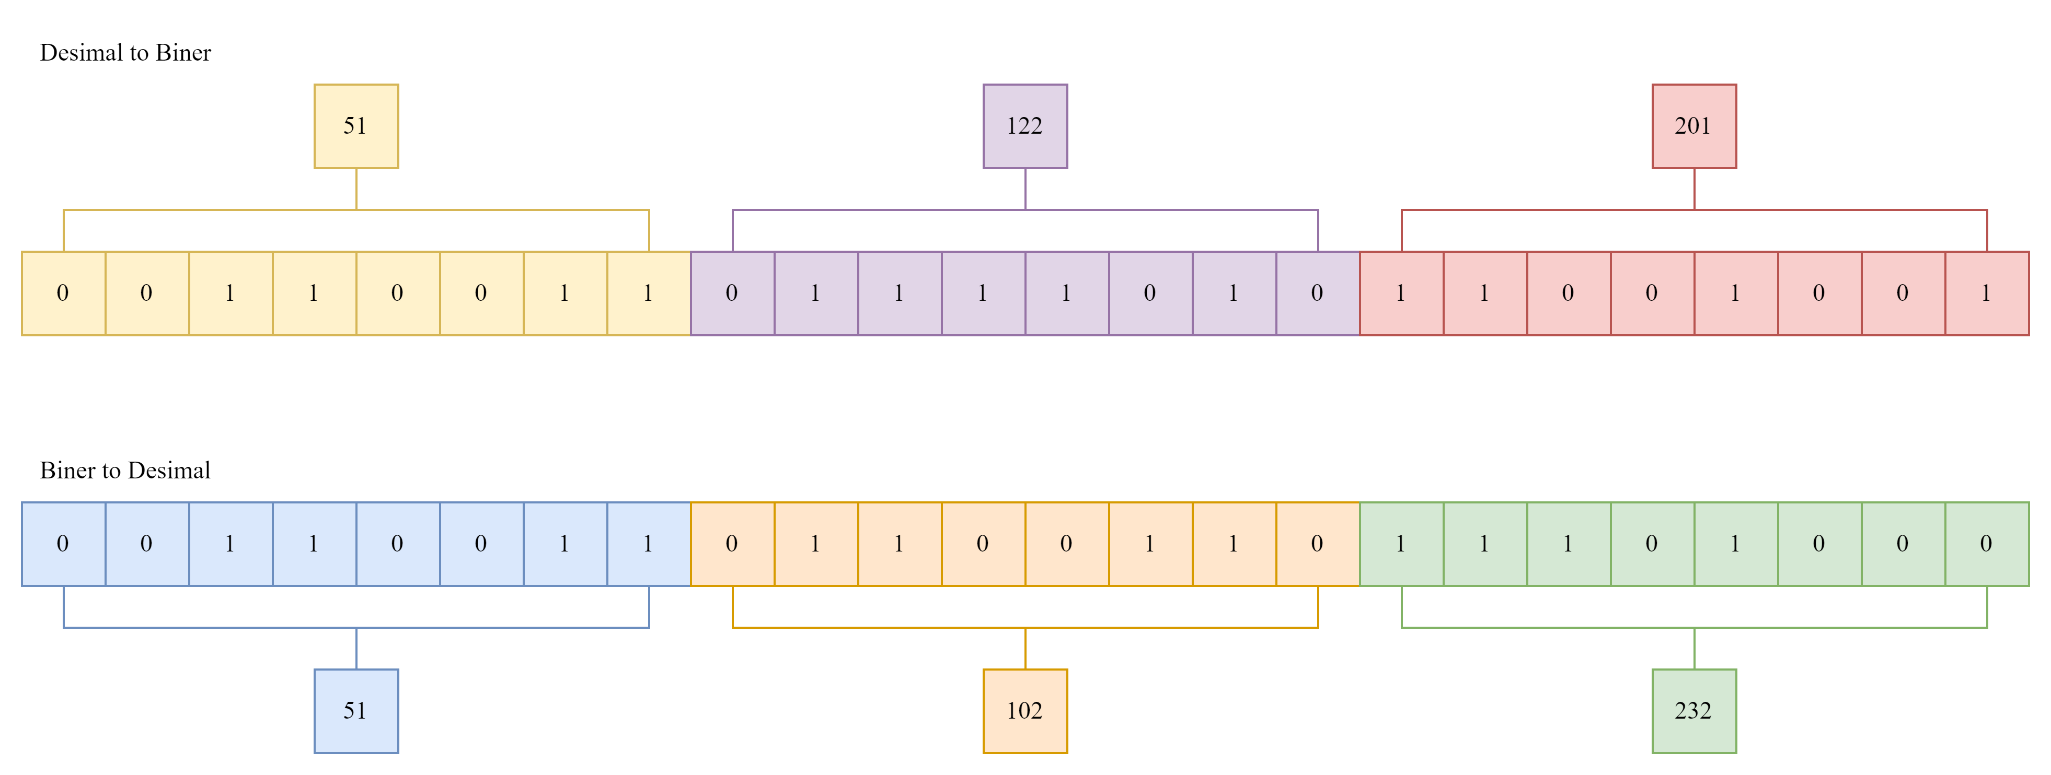 Desimal to Biner
51 122 201
0 0 1 1 0 0 1 1 0 1 1 1 1 0 1 0 1 1 0 0 1 0 0 1
Biner to Desimal
0 0 1 1 0 0 1 1 0 1 1 0 0 1 1 0 1 1 1 0 1 0 0 0
51 102 232